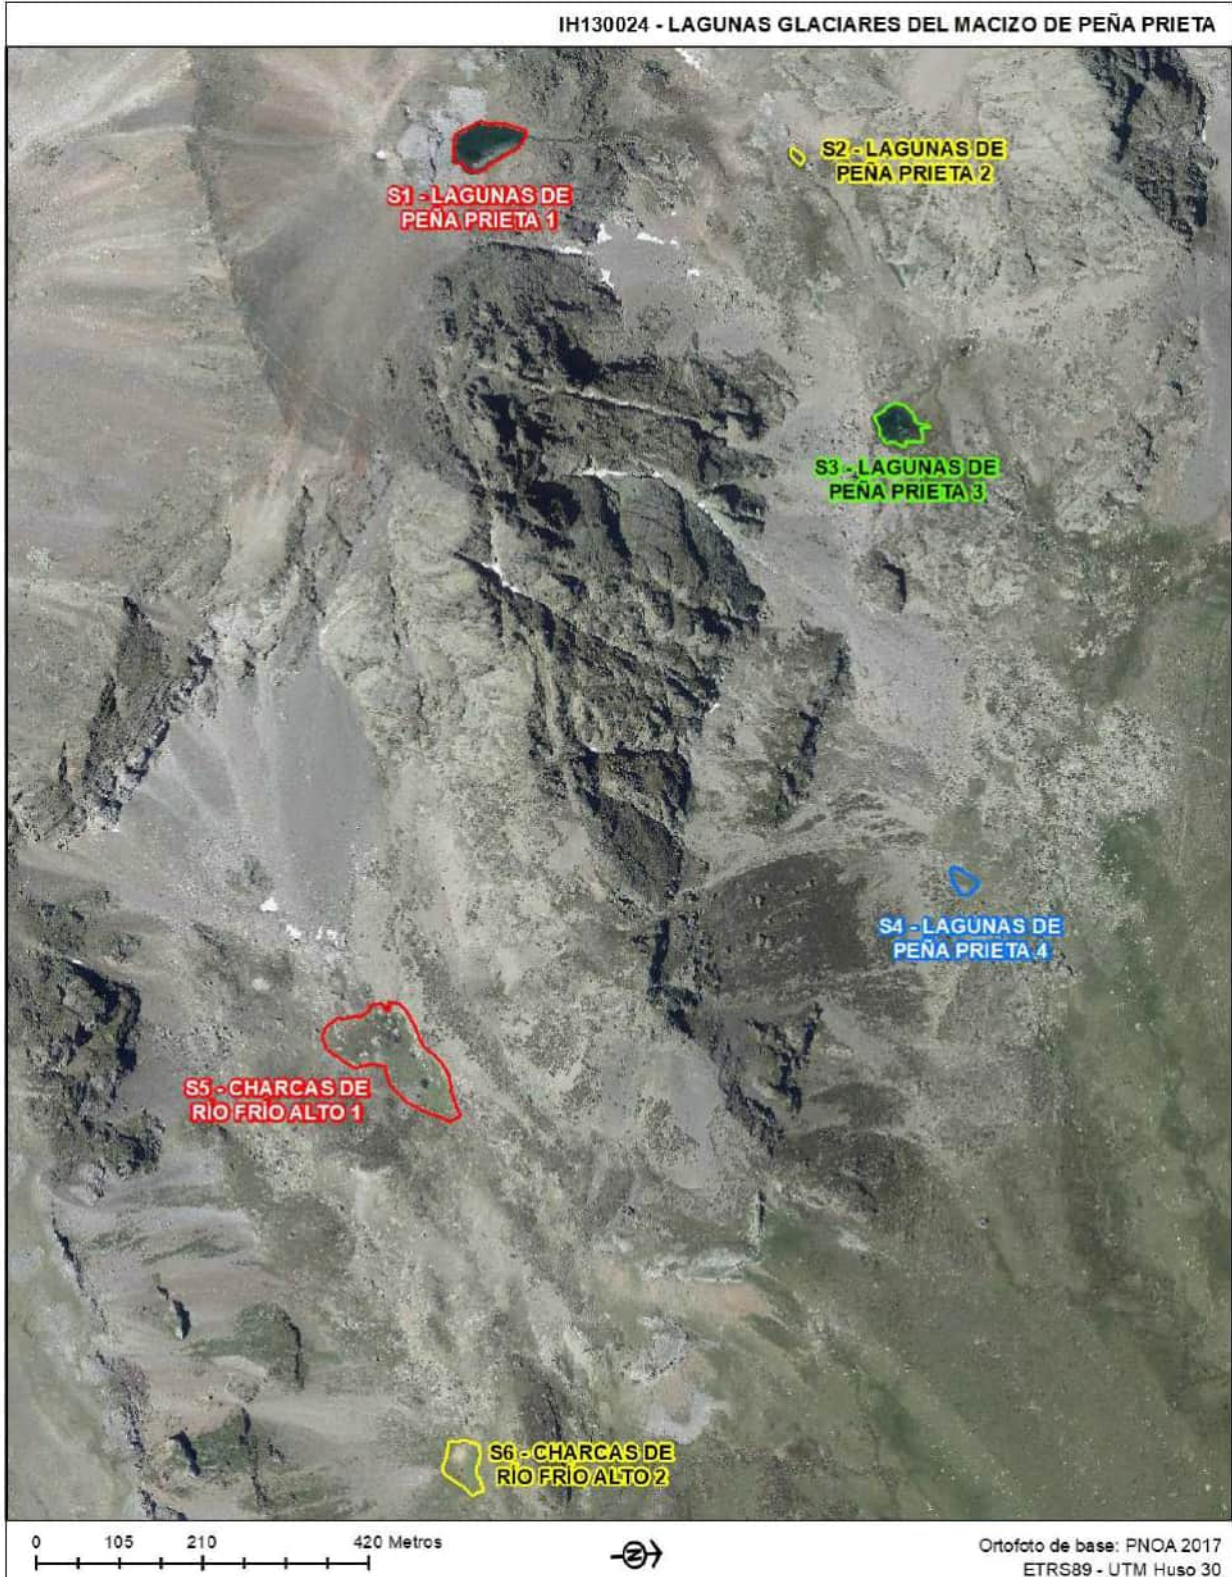 IH130024 - LAGUNAS GLACIARES DEL MACIZO DE PEÑA PRIETA
S1 - LAGUNAS DE
PEÑA PRIETA 1
S2 - LAGUNAS DE
PEÑA PRIETA 2
S3 - LAGUNAS DE
PEÑA PRIETA 3
S4 - LAGUNAS DE
PEÑA PRIETA 4
S5 - CHARCAS DE
RÍO FRÍO ALTO 1
S6 - CHARCAS DE
RÍO FRÍO ALTO 2
0 105 210 420 Metros
N
Ortofoto de base: PNOA 2017
ETRS89 - UTM Huso 30